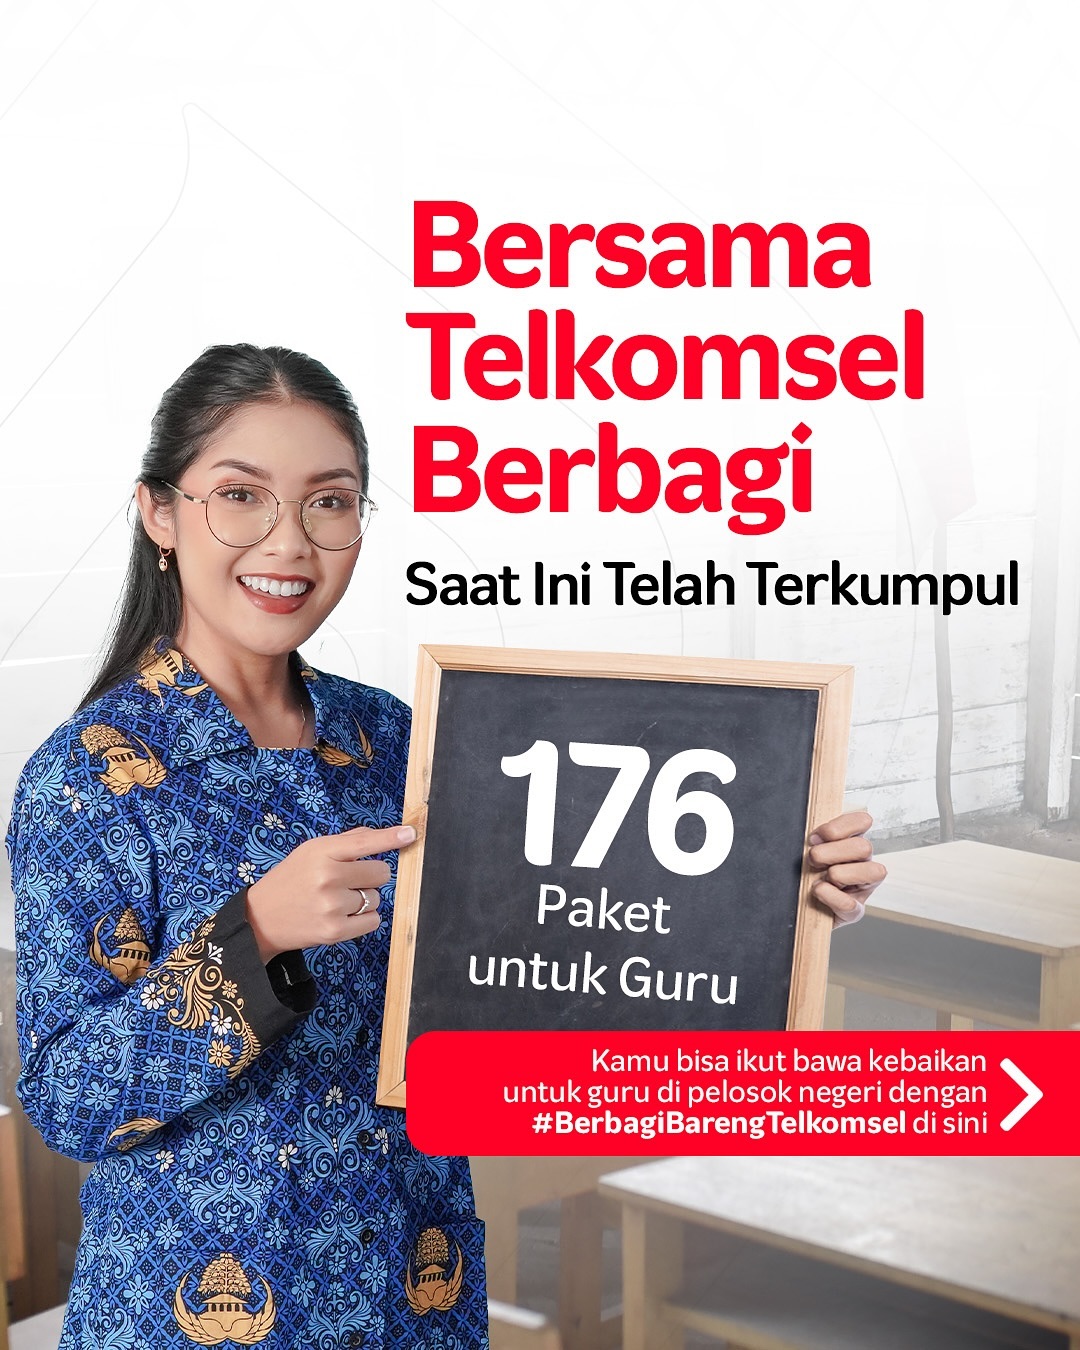 Bersama
Telkomsel
Berbagi
Saat Ini Telah Terkumpul
176
Paket
untuk Guru
Kamu bisa ikut bawa kebaikan
untuk guru di pelosok negeri dengan
#BerbagiBarengTelkomsel di sini